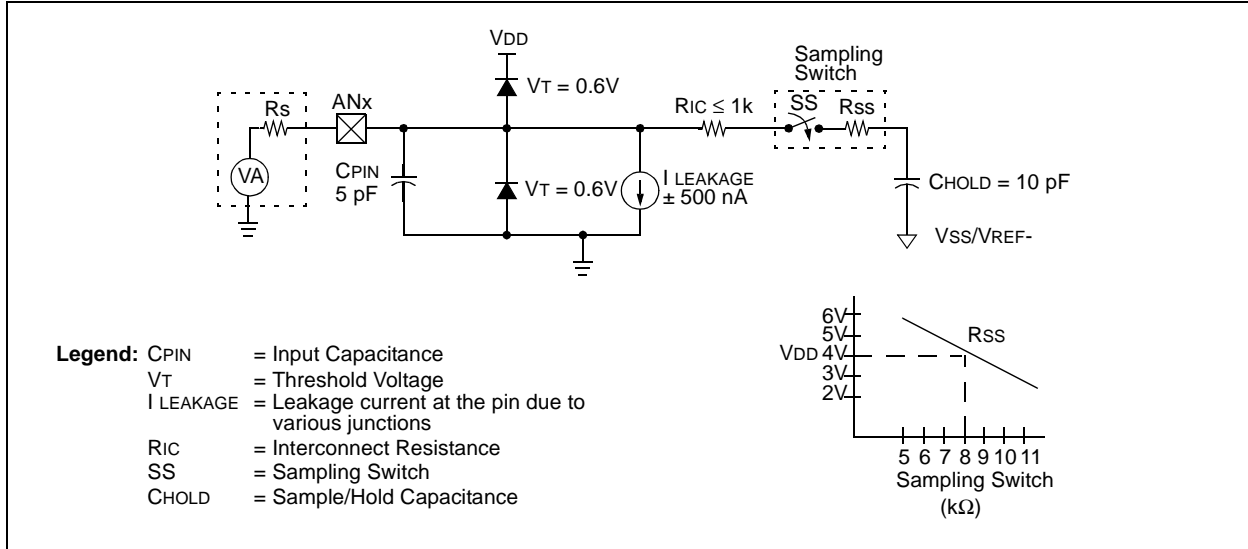 VDD
Sampling
Switch
Rs
ANx
VT = 0.6V
RIC ≤ 1k
SS
RSS
VA
CPIN
5 pF
VT = 0.6V
I LEAKAGE
± 500 nA
CHOLD = 10 pF
VSS/VREF-
Legend: CPIN = Input Capacitance
VT = Threshold Voltage
I LEAKAGE = Leakage current at the pin due to
various junctions
RIC = Interconnect Resistance
SS = Sampling Switch
CHOLD = Sample/Hold Capacitance
6V
5V
VDD 4V
3V
2V
RSS
5 6 7 8 9 10 11
Sampling Switch
(kΩ)